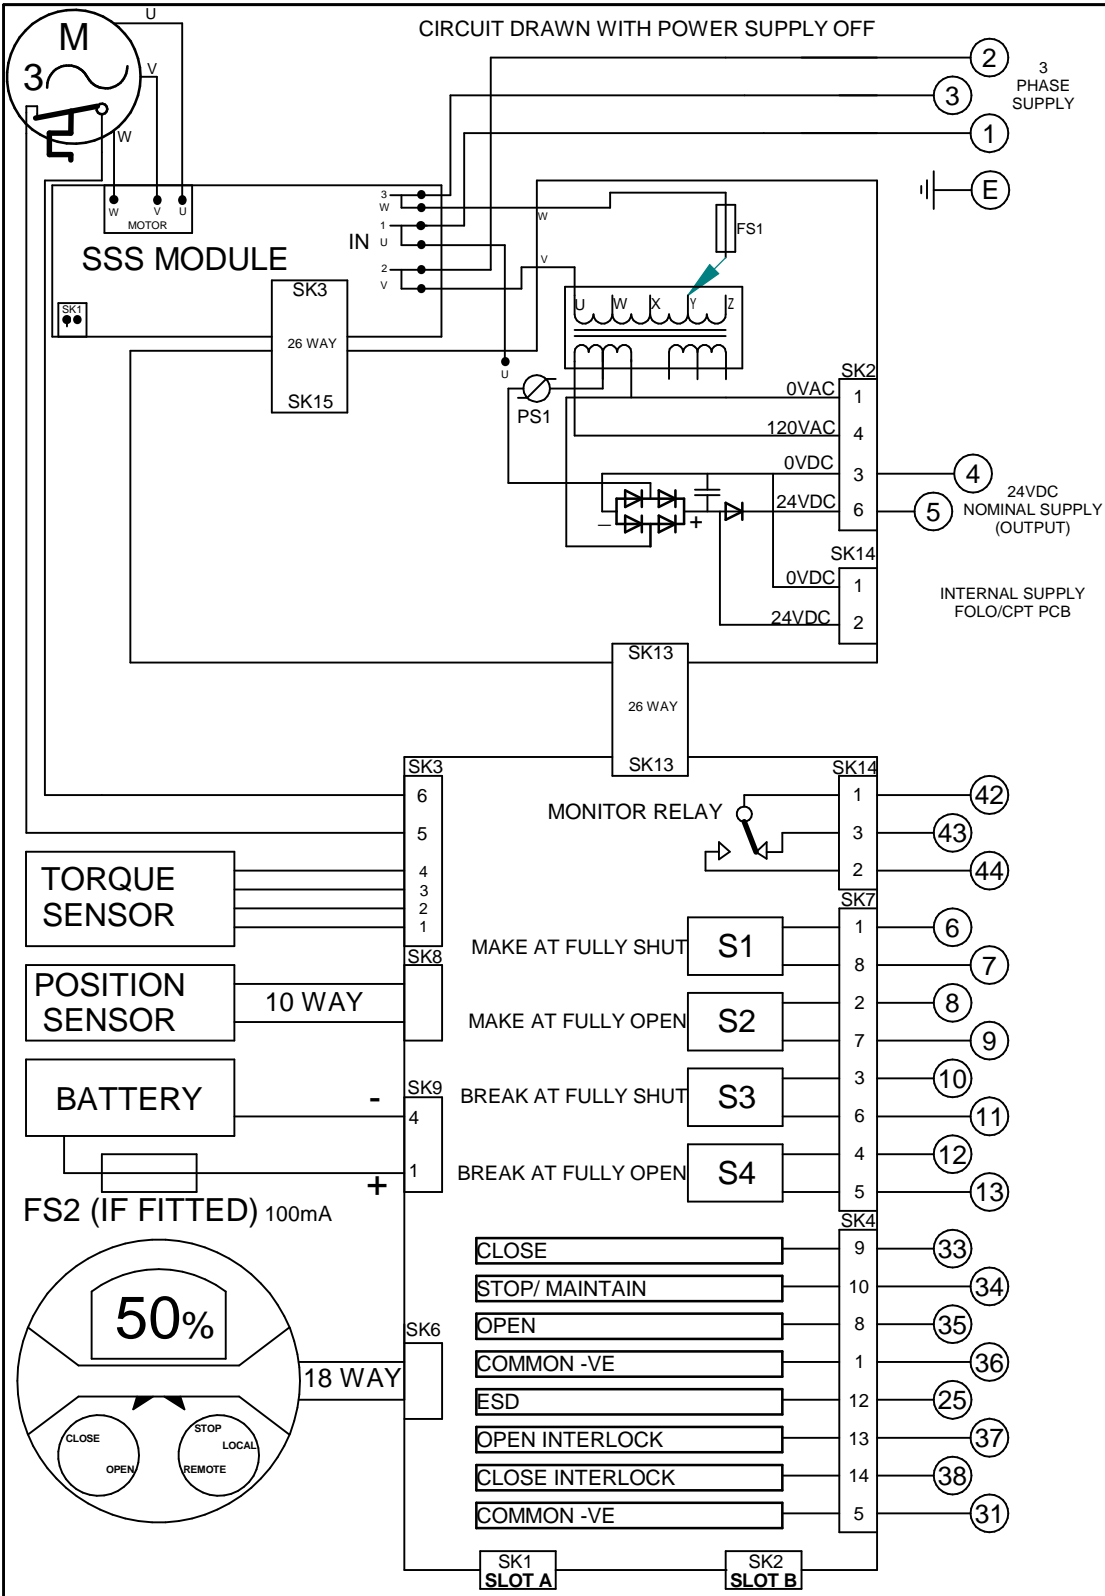 CIRCUIT DRAWN WITH POWER SUPPLY OFF
U
M
3
V
W
2
3
1
E
3
PHASE
SUPPLY
W V U
MOTOR
SSS MODULE
IN
3
W
1
U
2
V
SK1
SK3
26 WAY
SK15
W
V
U
FS1
U W X Y Z
PS1
SK2
0VAC 1
120VAC 4
0VDC 3 4
24VDC 6 5
24VDC
NOMINAL SUPPLY
(OUTPUT)
– +
SK14
0VDC 1
24VDC 2
INTERNAL SUPPLY
FOLO/CPT PCB
SK13
26 WAY
SK13
SK3
6
5
4
3
2
1
TORQUE
SENSOR
SK8
POSITION
SENSOR
10 WAY
SK9
BATTERY
-
4
1
+
FS2 (IF FITTED) 100mA
50%
CLOSE
OPEN
STOP
LOCAL
REMOTE
SK6
18 WAY
MONITOR RELAY
SK14
1 42
3 43
2 44
SK7
MAKE AT FULLY SHUT S1
1 6
8 7
MAKE AT FULLY OPEN S2
2 8
7 9
BREAK AT FULLY SHUT S3
3 10
6 11
BREAK AT FULLY OPEN S4
4 12
5 13
SK4
CLOSE 9 33
STOP/ MAINTAIN 10 34
OPEN 8 35
COMMON -VE 1 36
ESD 12 25
OPEN INTERLOCK 13 37
CLOSE INTERLOCK 14 38
COMMON -VE 5 31
SK1
SLOT A
SK2
SLOT B